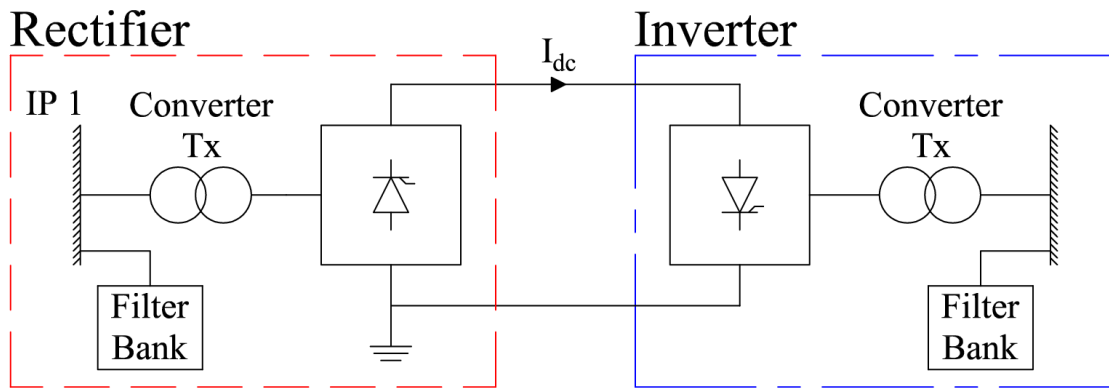 Rectifier
Inverter
I_dc
IP 1
Converter
Tx
Converter
Tx
Filter
Bank
Filter
Bank